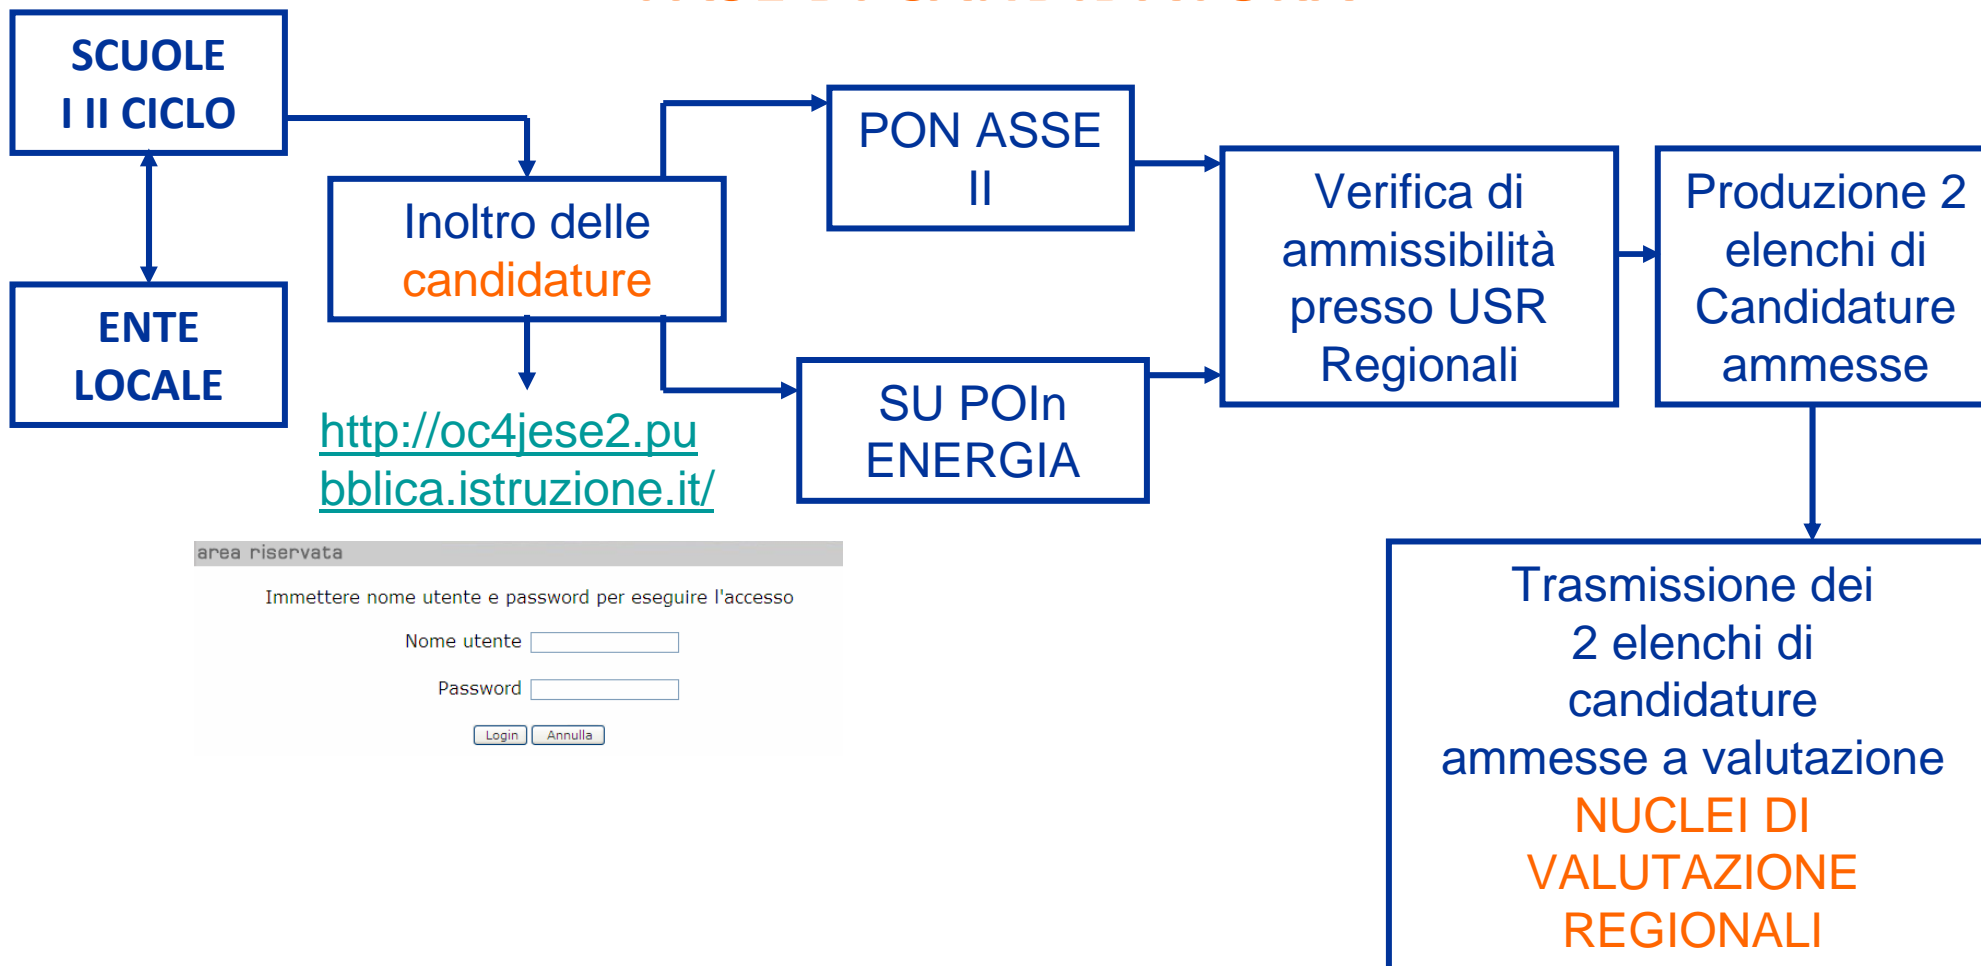 SCUOLE
I II CICLO
ENTE
LOCALE
Inoltro delle
candidature
http://oc4jese2.pu
bblica.istruzione.it/
PON ASSE
II
SU POIn
ENERGIA
Verifica di
ammissibilità
presso USR
Regionali
Produzione 2
elenchi di
Candidature
ammesse
Trasmissione dei
2 elenchi di
candidature
ammesse a valutazione
NUCLEI DI
VALUTAZIONE
REGIONALI
area riservata
Immettere nome utente e password per eseguire l'accesso
Nome utente
Password
Login Annulla